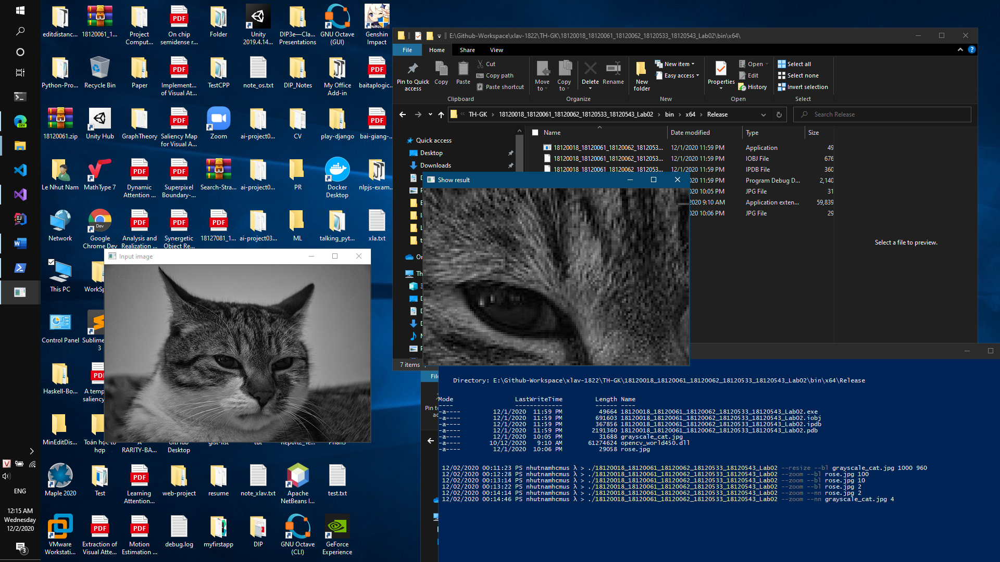 editdistanc...
18120061_1...
Project Comput...
On chip semidense r...
Folder
Unity 2019.4.14...
DIP3e—Cla... Presentations
GNU Octave (GUI)
Genshin Impact
Python-Pro...
Recycle Bin
Paper
Implement... of Visual At...
TestCPP
note_os.txt
DIP_Notes
My Office Add-in
baitaplogic...
18120061.zip
Unity Hub
GraphTheory
Saliency Map for Visual A...
Zoom
ai-project0...
CV
play-django
bai-giang-...
Le Nhut Nam
MathType 7
Dynamic Attention ...
Superpixel Boundary-...
Search-Stra...
ai-project0...
PR
Docker Desktop
nlpjs-exam...
Network
Google Chrome Dev
Analysis and Realization ...
Synergetic Object Re...
18127081_1...
ai-project03...
ML
talking_pyt...
xla.txt
This PC
WorkSp
Control Panel
Sublime 3
Haskell-Bo...
A temp saliency
MinEditDis...
Toán học tổ hợp
RARITY-BA...
GitHub Desktop
gist-list
tut
Report2_Te...
Maple 2020
Test
Learning Attention...
web-project
resume
note_xlav.txt
Apache NetBeans I...
test.txt
VMware Workstati...
Extraction of Visual Atte...
Motion Estimation ...
debug.log
myfirstapp
DIP
GNU Octave (CLI)
GeForce Experience
ENG
12:15 AM
Wednesday
12/2/2020
3
Input image
E:\Github-Workspace\xlav-1822\TH-GK\18120018_18120061_18120062_18120533_18120543_Lab02\bin\x64\
File Home Share View
Pin to Quick access
Copy
Paste
Cut
Copy path
Paste shortcut
Move to
Copy to
Delete
Rename
New folder
New item
Easy access
Properties
Open
Edit
History
Select all
Select none
Invert selection
Clipboard Organize New Open Select
TH-GK 18120018_18120061_18120062_18120533_18120543_Lab02 bin x64 Release
Search Release
Name Date modified Type Size
Quick access
Desktop
Downloads
18120018_18120061_18120062_1812053... 12/1/2020 11:59 PM Application 49
18120018_18120061_18120062_1812053... 12/1/2020 11:59 PM IOBJ File 676
18120018_18120061_18120062_1812053... 12/1/2020 11:59 PM IPDB File 360
020 11:59 PM Program Debug D... 2,140
020 10:05 PM JPG File 31
2020 9:10 AM Application exten... 59,839
020 10:06 PM JPG File 29
Select a file to preview.
7 items
Show result
File
Pin to
Directory: E:\Github-Workspace\xlav-1822\TH-GK\18120018_18120061_18120062_18120533_18120543_Lab02\bin\x64\Release
Mode LastWriteTime Length Name
---- ------------- ------ ----
-a---- 12/1/2020 11:59 PM 49664 18120018_18120061_18120062_18120533_18120543_Lab02.exe
-a---- 12/1/2020 11:59 PM 691603 18120018_18120061_18120062_18120533_18120543_Lab02.iobj
-a---- 12/1/2020 11:59 PM 367856 18120018_18120061_18120062_18120533_18120543_Lab02.ipdb
-a---- 12/1/2020 11:59 PM 2191360 18120018_18120061_18120062_18120533_18120543_Lab02.pdb
-a---- 12/1/2020 10:05 PM 31688 grayscale_cat.jpg
-a---- 10/12/2020 9:10 AM 61274624 opencv_world450.dll
-a---- 12/1/2020 10:06 PM 29058 rose.jpg
12/02/2020 00:11:23 PS nhutnamhcmus λ > ./18120018_18120061_18120062_18120533_18120543_Lab02 --resize --bl grayscale_cat.jpg 1000 960
12/02/2020 00:12:28 PS nhutnamhcmus λ > ./18120018_18120061_18120062_18120533_18120543_Lab02 --zoom --bl rose.jpg 100
12/02/2020 00:13:14 PS nhutnamhcmus λ > ./18120018_18120061_18120062_18120533_18120543_Lab02 --zoom --bl rose.jpg 10
12/02/2020 00:13:22 PS nhutnamhcmus λ > ./18120018_18120061_18120062_18120533_18120543_Lab02 --zoom --bl rose.jpg 2
12/02/2020 00:14:14 PS nhutnamhcmus λ > ./18120018_18120061_18120062_18120533_18120543_Lab02 --zoom --nn rose.jpg 2
12/02/2020 00:14:46 PS nhutnamhcmus λ > ./18120018_18120061_18120062_18120533_18120543_Lab02 --zoom --nn grayscale_cat.jpg 4